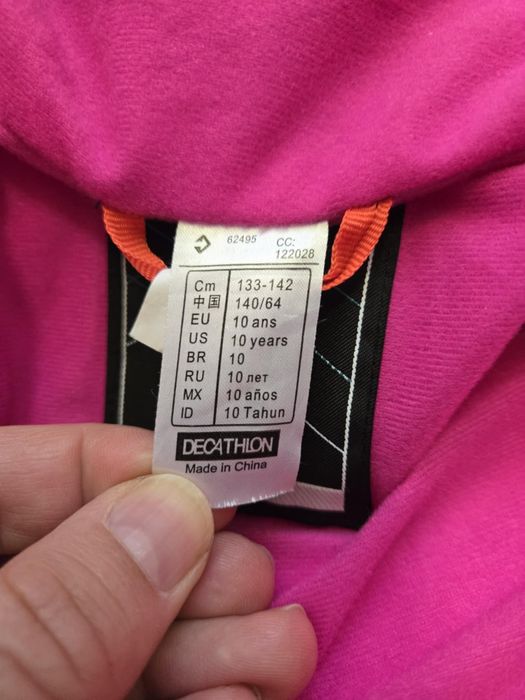 62495 CC:
122028
Cm 133-142
中国 140/64
EU 10 ans
US 10 years
BR 10
RU 10 лет
MX 10 años
ID 10 Tahun
DECATHLON
Made in China